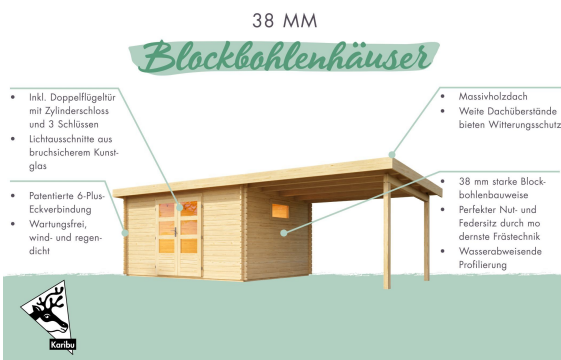 38 MM
Blockbohlenhäuser
• Inkl. Doppelflügeltür
mit Zylinderschloss
und 3 Schlüssen
• Lichtausschnitte aus
bruchsicherem Kunst-
glas
• Patentierte 6-Plus-
Eckverbindung
• Wartungsfrei,
wind- und regen-
dicht
• Massivholzdach
• Weite Dachüberstände
bieten Witterungsschutz
• 38 mm starke Block-
bohlenbauweise
• Perfekter Nut- und
Federsitz durch mo
dernste Frästechnik
• Wasserabweisende
Profilierung
Karibu